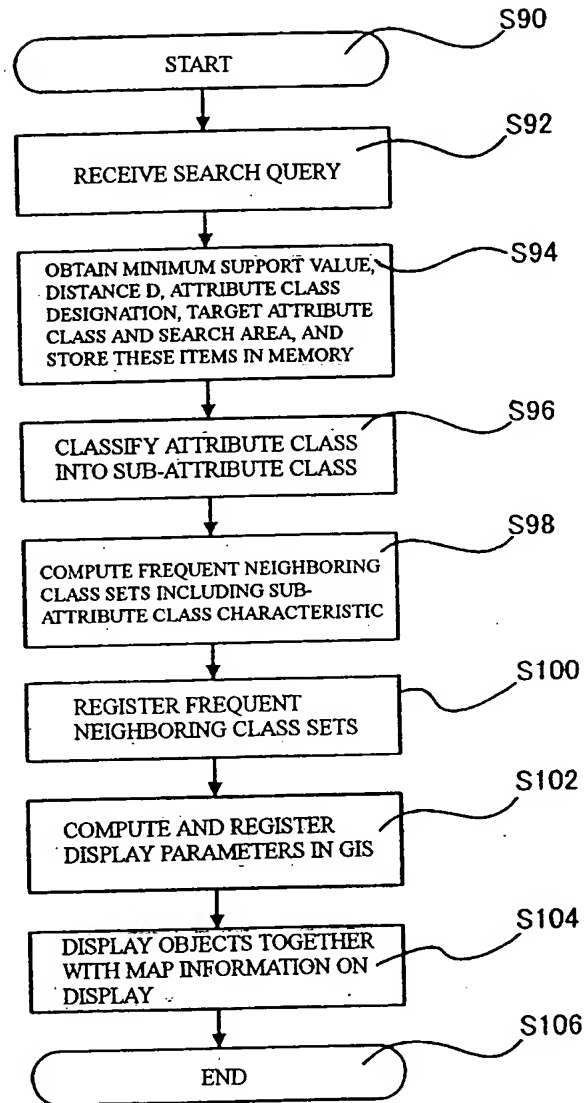 S90
START
S92
RECEIVE SEARCH QUERY
S94
OBTAIN MINIMUM SUPPORT VALUE,
DISTANCE D, ATTRIBUTE CLASS
DESIGNATION, TARGET ATTRIBUTE
CLASS AND SEARCH AREA, AND
STORE THESE ITEMS IN MEMORY
S96
CLASSIFY ATTRIBUTE CLASS
INTO SUB-ATTRIBUTE CLASS
S98
COMPUTE FREQUENT NEIGHBORING
CLASS SETS INCLUDING SUB-
ATTRIBUTE CLASS CHARACTERISTIC
S100
REGISTER FREQUENT
NEIGHBORING CLASS SETS
S102
COMPUTE AND REGISTER
DISPLAY PARAMETERS IN GIS
S104
DISPLAY OBJECTS TOGETHER
WITH MAP INFORMATION ON
DISPLAY
S106
END